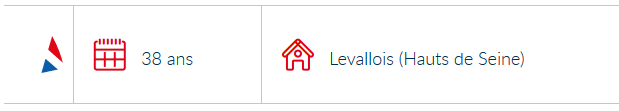 38 ans
Levallois (Hauts de Seine)